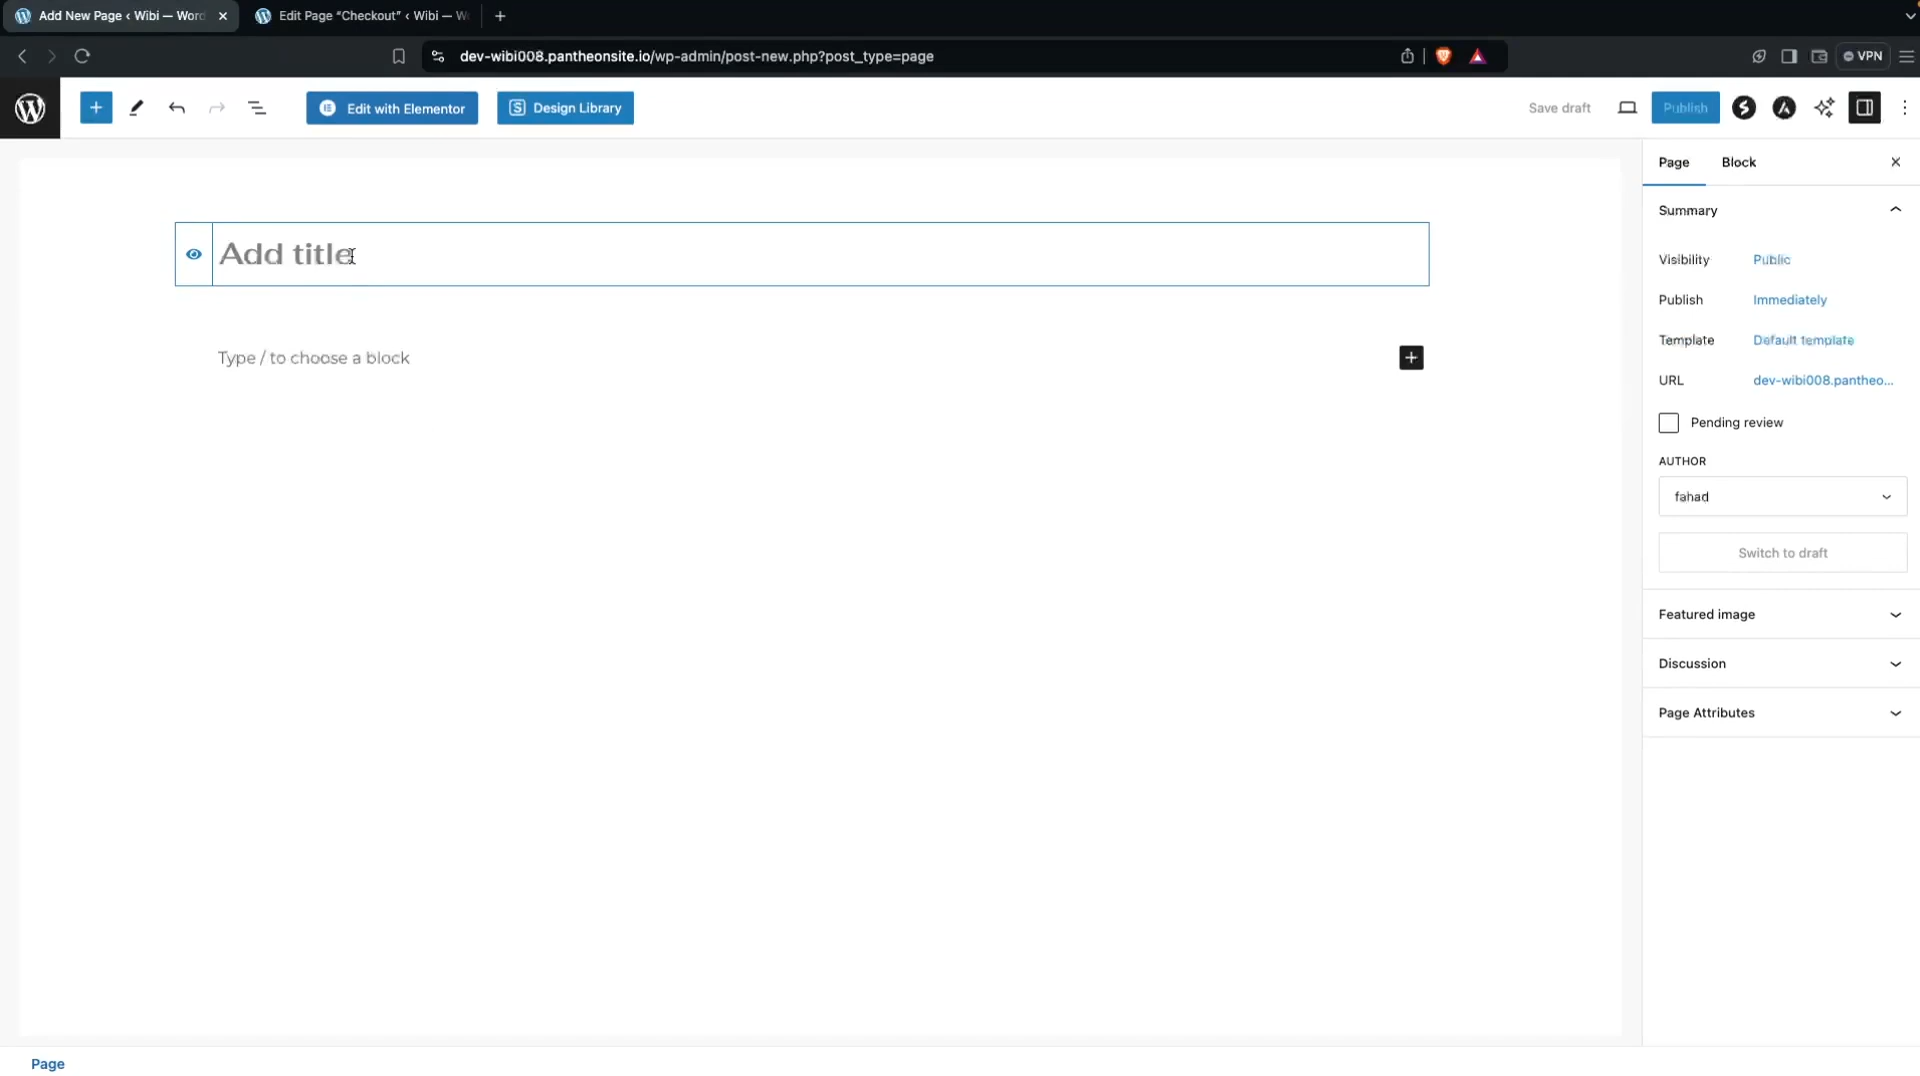 Add New Page ‹ Wibi — Word
Edit Page “Checkout” ‹ Wibi — W
dev-wibi008.pantheonsite.io/wp-admin/post-new.php?post_type=page
VPN
Edit with Elementor
Design Library
Save draft
Publish
Page
Block
Summary
Add title
Visibility
Public
Publish
Immediately
Type / to choose a block
Template
Default template
URL
dev-wibi008.pantheo...
Pending review
AUTHOR
fahad
Switch to draft
Featured image
Discussion
Page Attributes
Page